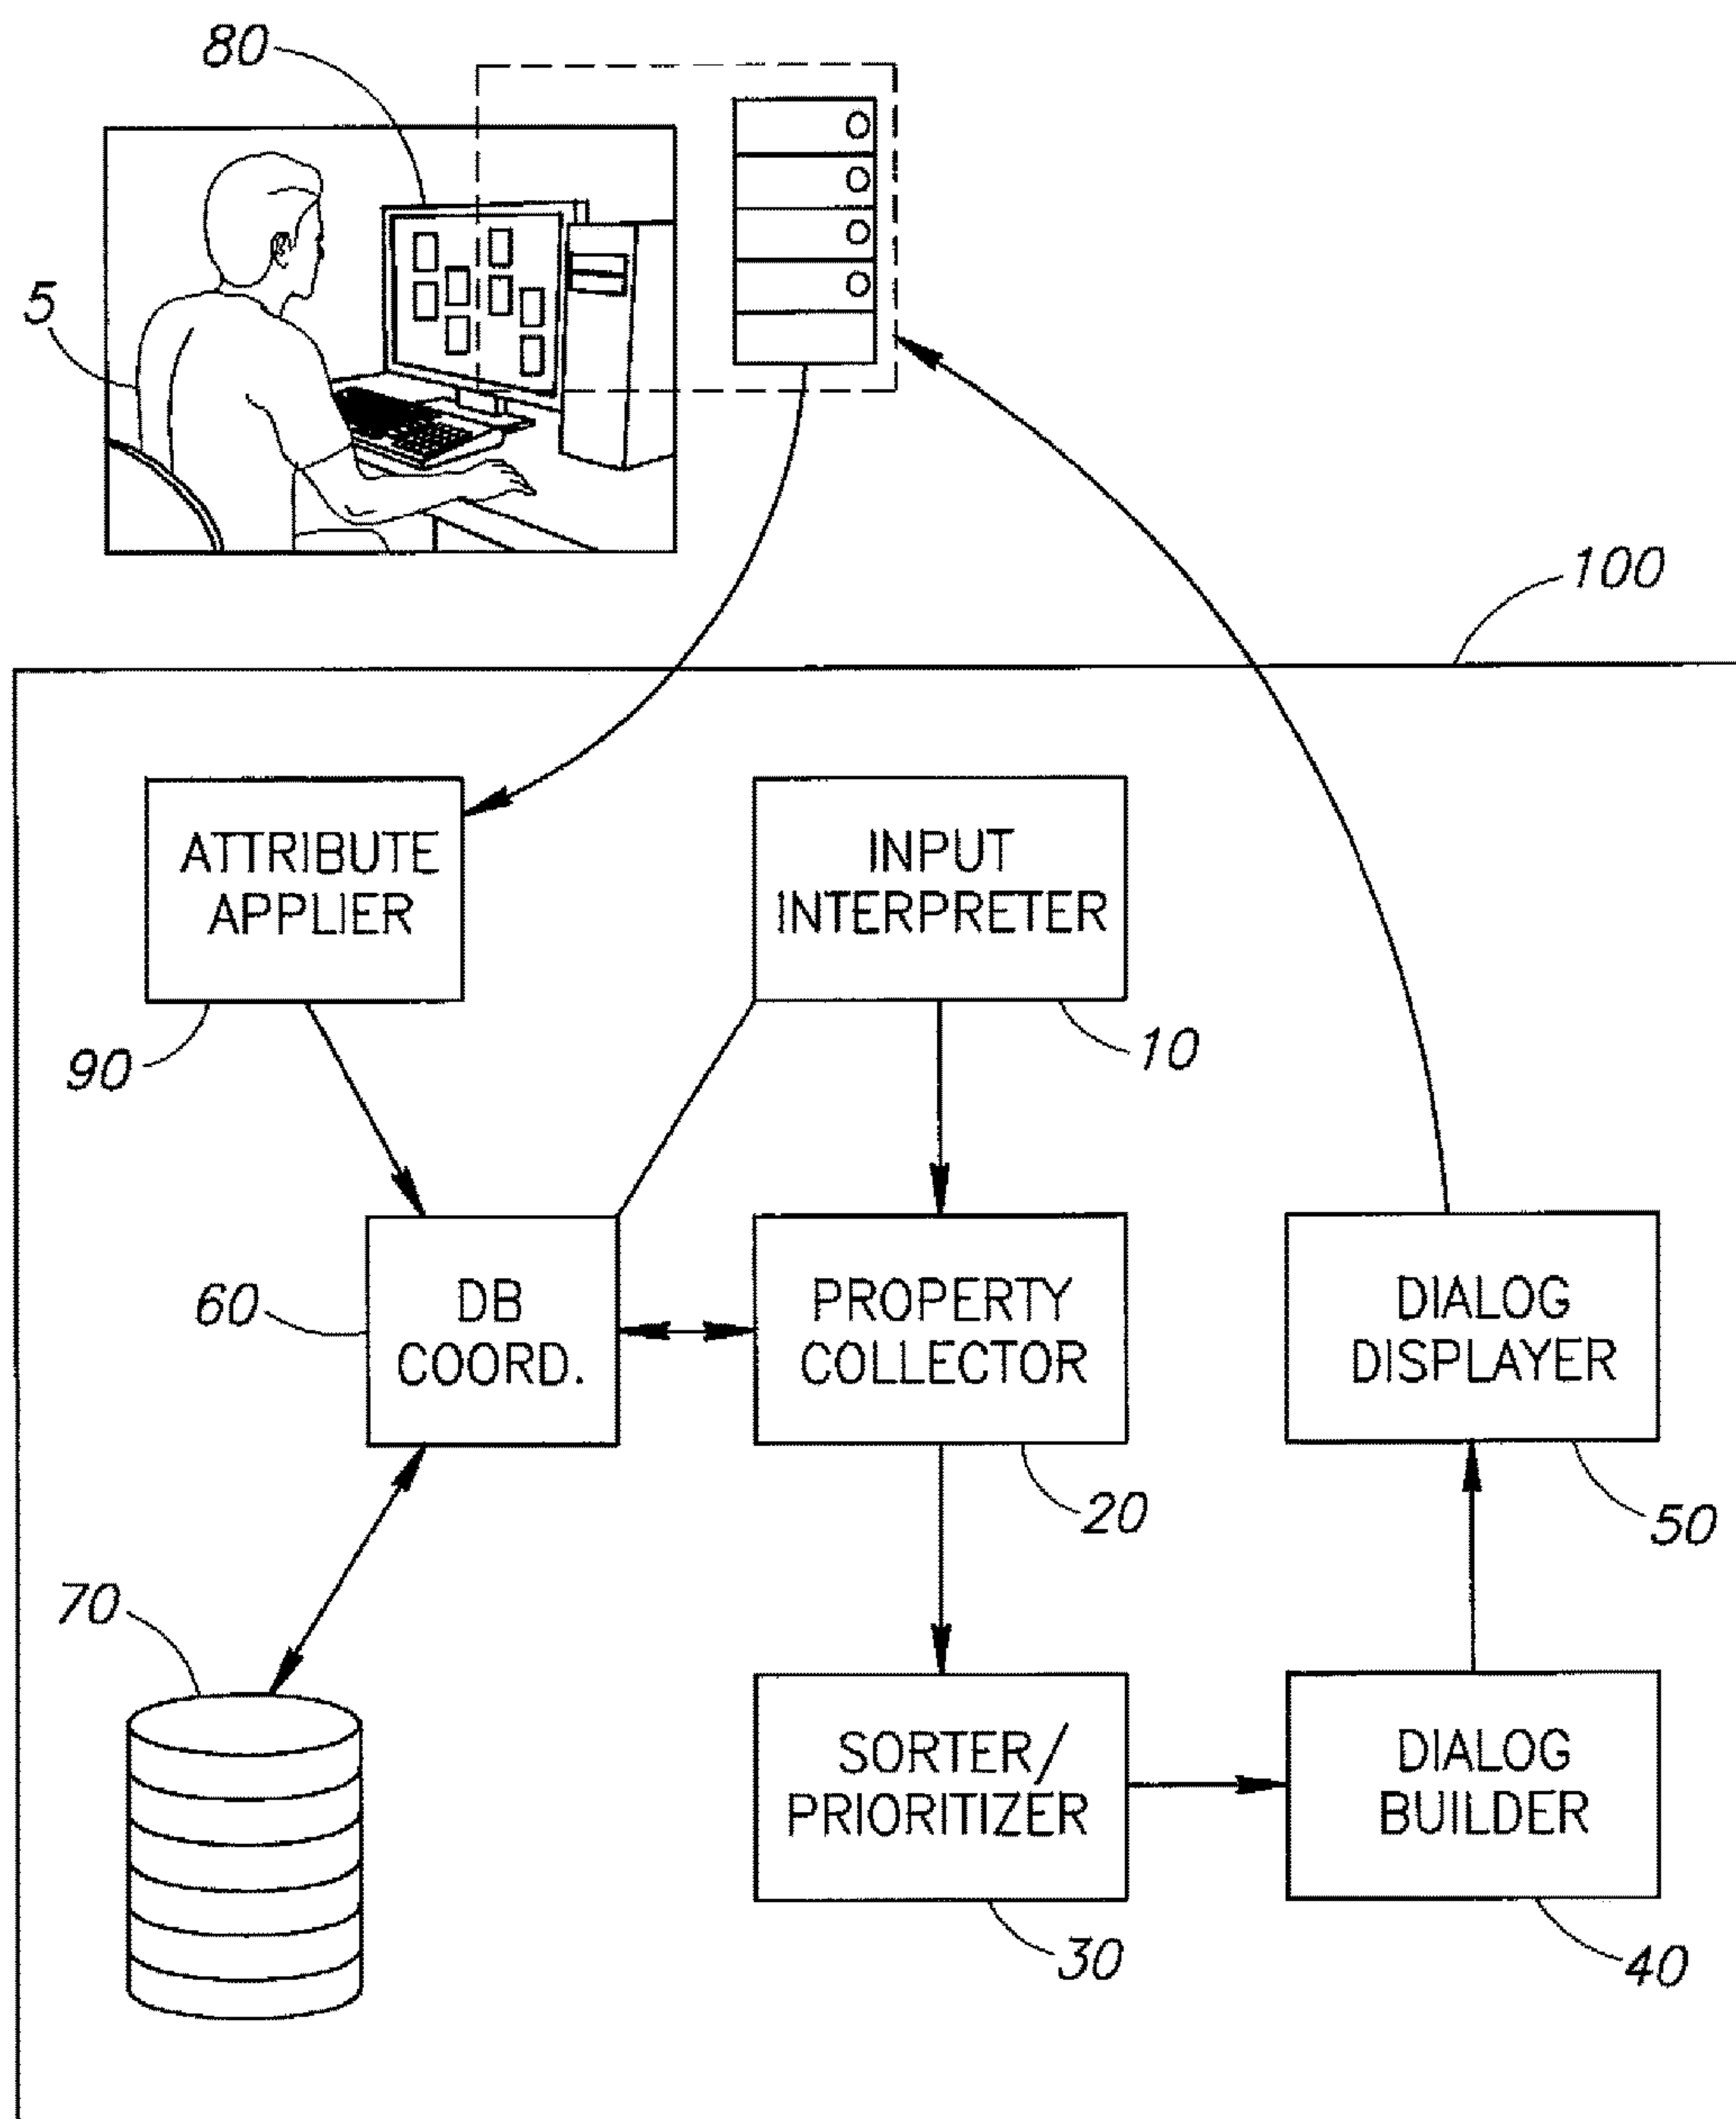 80
5
100
ATTRIBUTE
APPLIER
90
INPUT
INTERPRETER
10
DB
COORD.
60
PROPERTY
COLLECTOR
20
DIALOG
DISPLAYER
50
70
SORTER/
PRIORITIZER
30
DIALOG
BUILDER
40